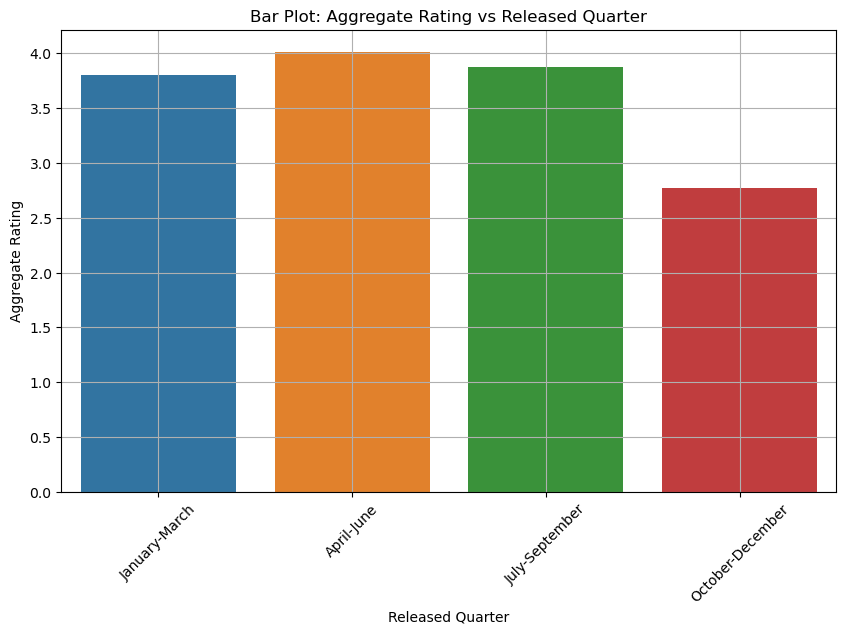 Bar Plot: Aggregate Rating vs Released Quarter
Aggregate Rating
4.0
3.5
3.0
2.5
2.0
1.5
1.0
0.5
0.0
January-March
April-June
July-September
October-December
Released Quarter